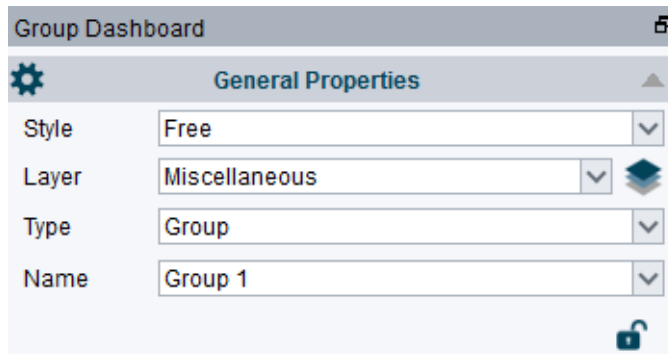 Group Dashboard
General Properties
Style Free
Layer Miscellaneous
Type Group
Name Group 1